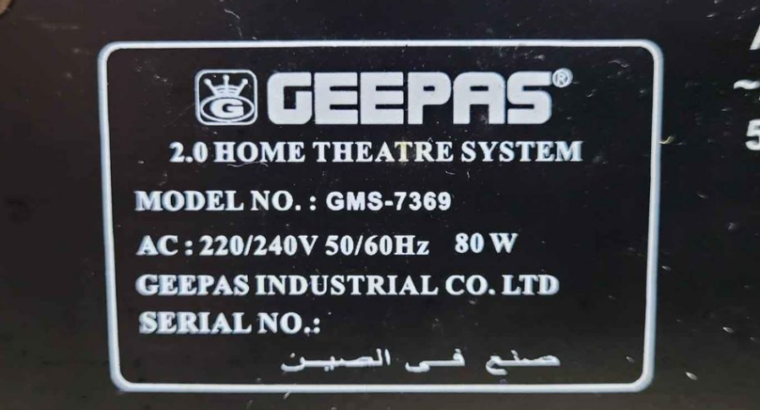 G GEEPAS®
2.0 HOME THEATRE SYSTEM
MODEL NO. : GMS-7369
AC : 220/240V 50/60Hz 80 W
GEEPAS INDUSTRIAL CO. LTD
SERIAL NO.:
صنع في الصين
~
5